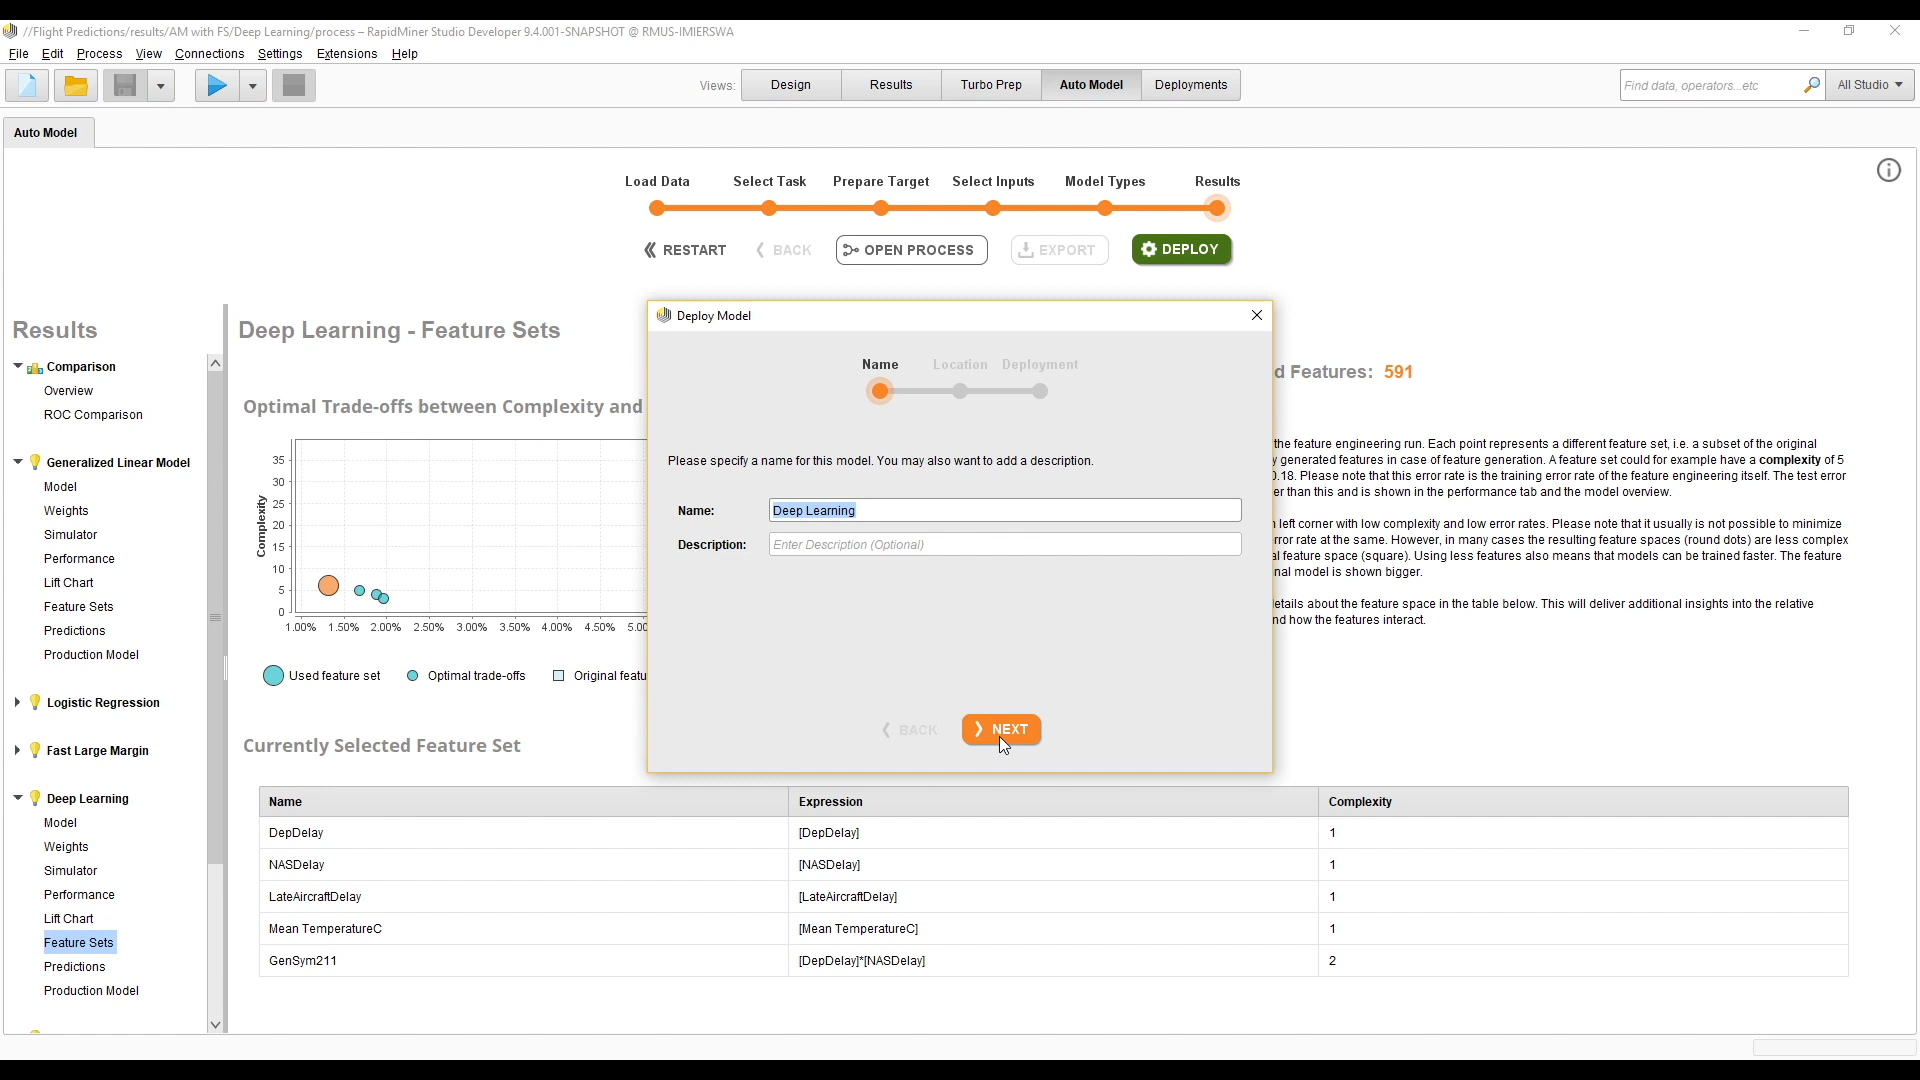 //Flight Predictions/results/AM with FS/Deep Learning/process – RapidMiner Studio Developer 9.4.001-SNAPSHOT @ RMUS-IMIERSWA
File Edit Process View Connections Settings Extensions Help
Views: Design Results Turbo Prep Auto Model Deployments
Find data, operators...etc All Studio
Auto Model
Load Data Select Task Prepare Target Select Inputs Model Types Results
RESTART BACK OPEN PROCESS EXPORT DEPLOY
Results
Comparison
Overview
ROC Comparison
Generalized Linear Model
Model
Weights
Simulator
Performance
Lift Chart
Feature Sets
Predictions
Production Model
Logistic Regression
Fast Large Margin
Deep Learning
Model
Weights
Simulator
Performance
Lift Chart
Feature Sets
Predictions
Production Model
Deep Learning - Feature Sets
Optimal Trade-offs between Complexity and
Complexity
35
30
25
20
15
10
5
0
1.00% 1.50% 2.00% 2.50% 3.00% 3.50% 4.00% 4.50% 5.00
Used feature set Optimal trade-offs Original featu
Deploy Model
Name Location Deployment
Please specify a name for this model. You may also want to add a description.
Name: Deep Learning
Description: Enter Description (Optional)
BACK NEXT
d Features: 591
the feature engineering run. Each point represents a different feature set, i.e. a subset of the original
y generated features in case of feature generation. A feature set could for example have a complexity of 5
0.18. Please note that this error rate is the training error rate of the feature engineering itself. The test error
er than this and is shown in the performance tab and the model overview.
left corner with low complexity and low error rates. Please note that it usually is not possible to minimize
rror rate at the same. However, in many cases the resulting feature spaces (round dots) are less complex
al feature space (square). Using less features also means that models can be trained faster. The feature
nal model is shown bigger.
etails about the feature space in the table below. This will deliver additional insights into the relative
nd how the features interact.
Currently Selected Feature Set
Name Expression Complexity
DepDelay [DepDelay] 1
NASDelay [NASDelay] 1
LateAircraftDelay [LateAircraftDelay] 1
Mean TemperatureC [Mean TemperatureC] 1
GenSym211 [DepDelay]*[NASDelay] 2